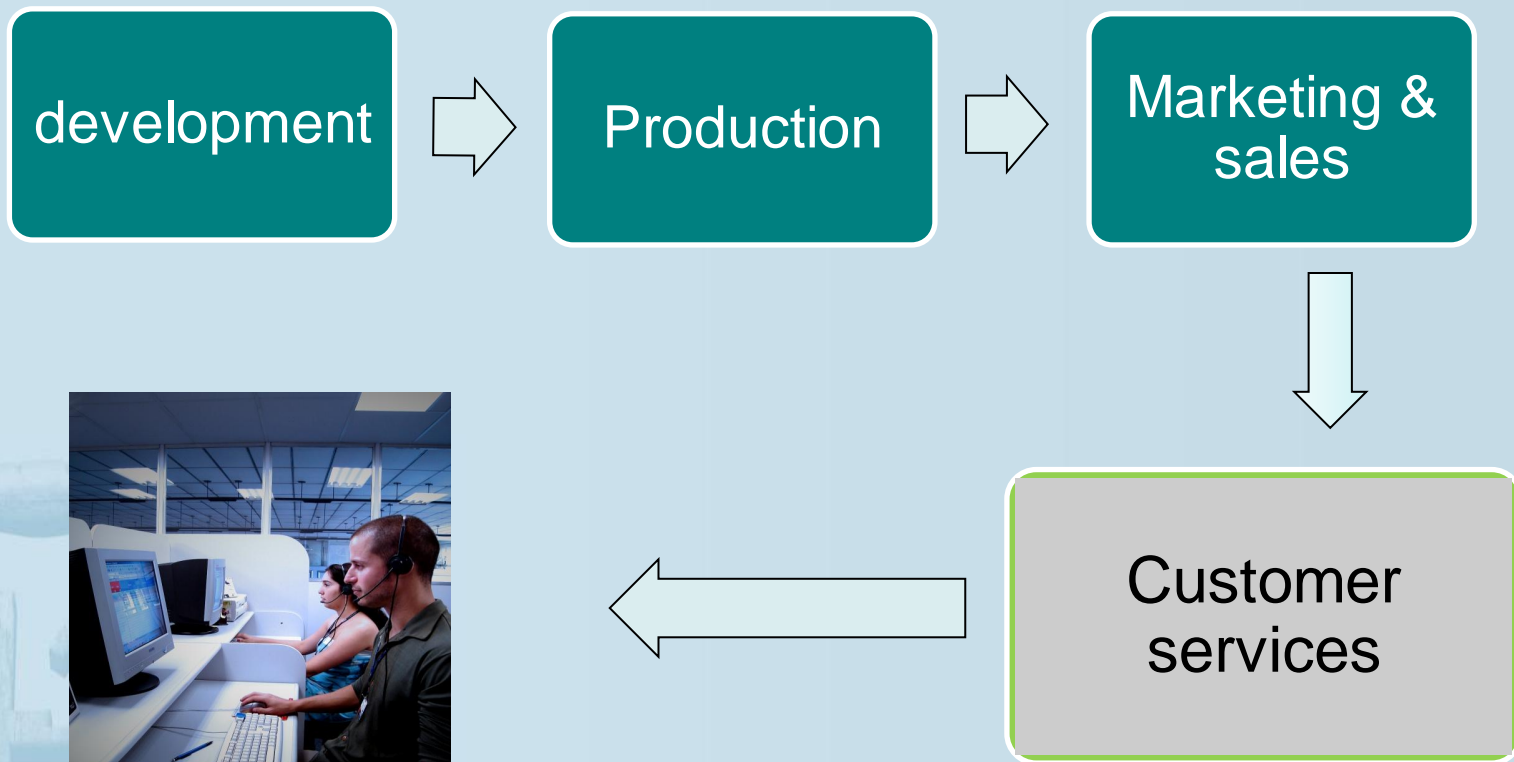 development
Production
Marketing &
sales
Customer
services